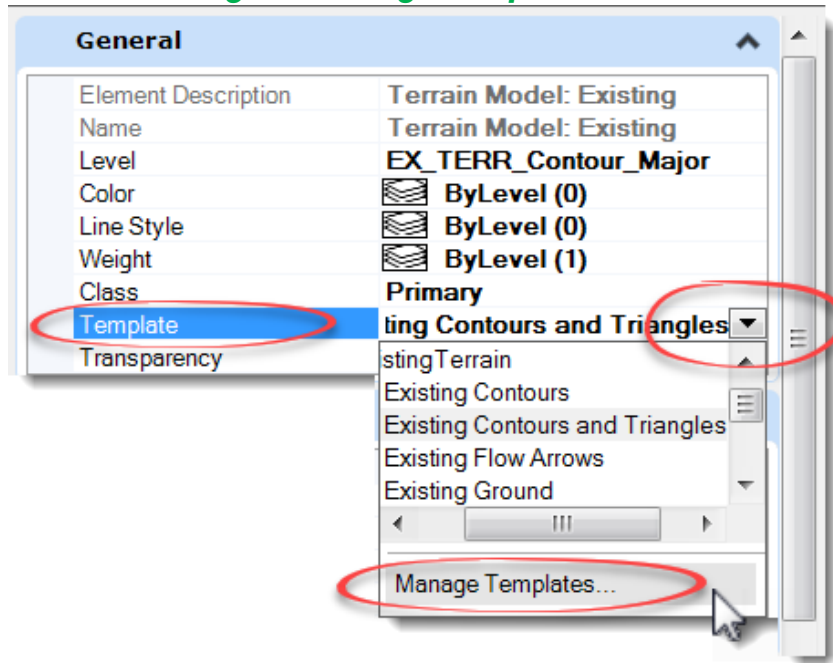 General
Element Description Terrain Model: Existing
Name Terrain Model: Existing
Level EX_TERR_Contour_Major
Color ByLevel (0)
Line Style ByLevel (0)
Weight ByLevel (1)
Class Primary
Template ting Contours and Triangles
Transparency
istingTerrain
Existing Contours
Existing Contours and Triangles
Existing Flow Arrows
Existing Ground
Manage Templates...